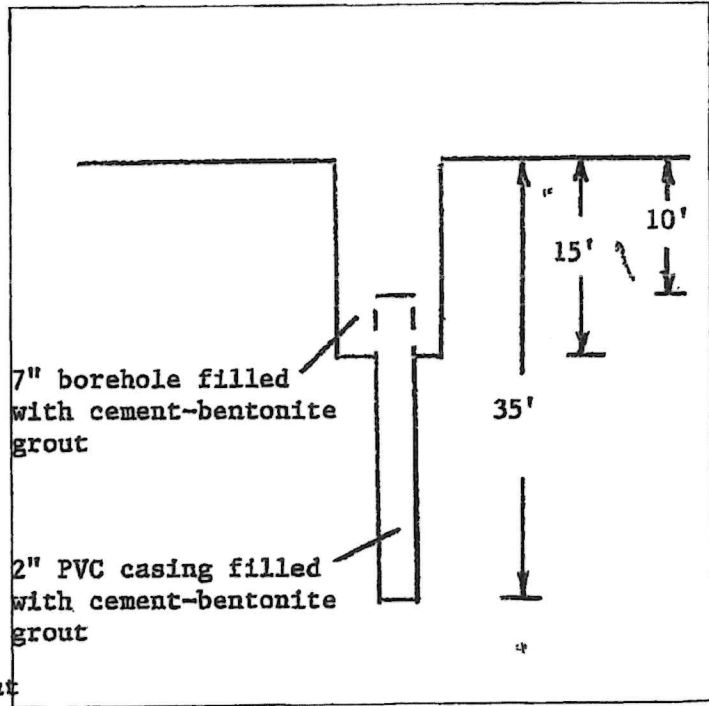 10'
15'
7" borehole filled
with cement-bentonite
grout
35'
2" PVC casing filled
with cement-bentonite
grout